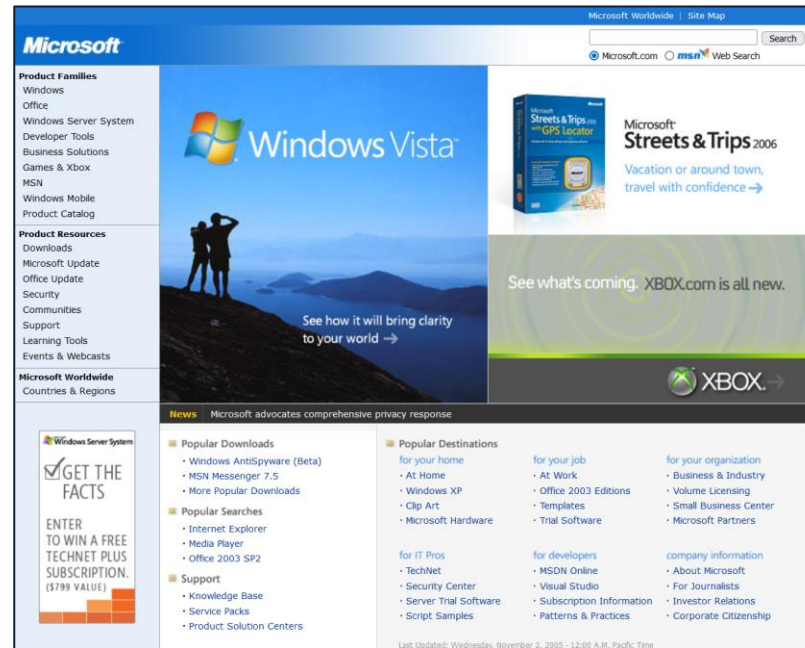 Microsoft Worldwide | Site Map
Microsoft
Search
Microsoft.com msn Web Search
Product Families
Windows
Office
Windows Server System
Developer Tools
Business Solutions
Games & Xbox
MSN
Windows Mobile
Product Catalog
Product Resources
Downloads
Microsoft Update
Office Update
Security
Communities
Support
Learning Tools
Events & Webcasts
Microsoft Worldwide
Countries & Regions
Windows Server System
GET THE
FACTS
ENTER
TO WIN A FREE
TECHNET PLUS
SUBSCRIPTION.
($799 VALUE)
Windows Vista™
See how it will bring clarity
to your world →
Microsoft
Streets & Trips 2006
with GPS Locator
Microsoft®
Streets & Trips 2006
Vacation or around town,
travel with confidence →
See what's coming. XBOX.com is all new.
XBOX. →
News Microsoft advocates comprehensive privacy response
Popular Downloads
· Windows AntiSpyware (Beta)
· MSN Messenger 7.5
· More Popular Downloads
Popular Searches
· Internet Explorer
· Media Player
· Office 2003 SP2
Support
· Knowledge Base
· Service Packs
· Product Solution Centers
Popular Destinations
for your home
· At Home
· Windows XP
· Clip Art
· Microsoft Hardware
for your job
· At Work
· Office 2003 Editions
· Templates
· Trial Software
for your organization
· Business & Industry
· Volume Licensing
· Small Business Center
· Microsoft Partners
for IT Pros
· TechNet
· Security Center
· Server Trial Software
· Script Samples
for developers
· MSDN Online
· Visual Studio
· Subscription Information
· Patterns & Practices
company information
· About Microsoft
· For Journalists
· Investor Relations
· Corporate Citizenship
Last Updated: Wednesday, November 2, 2005 - 12:08 A.M. Pacific Time